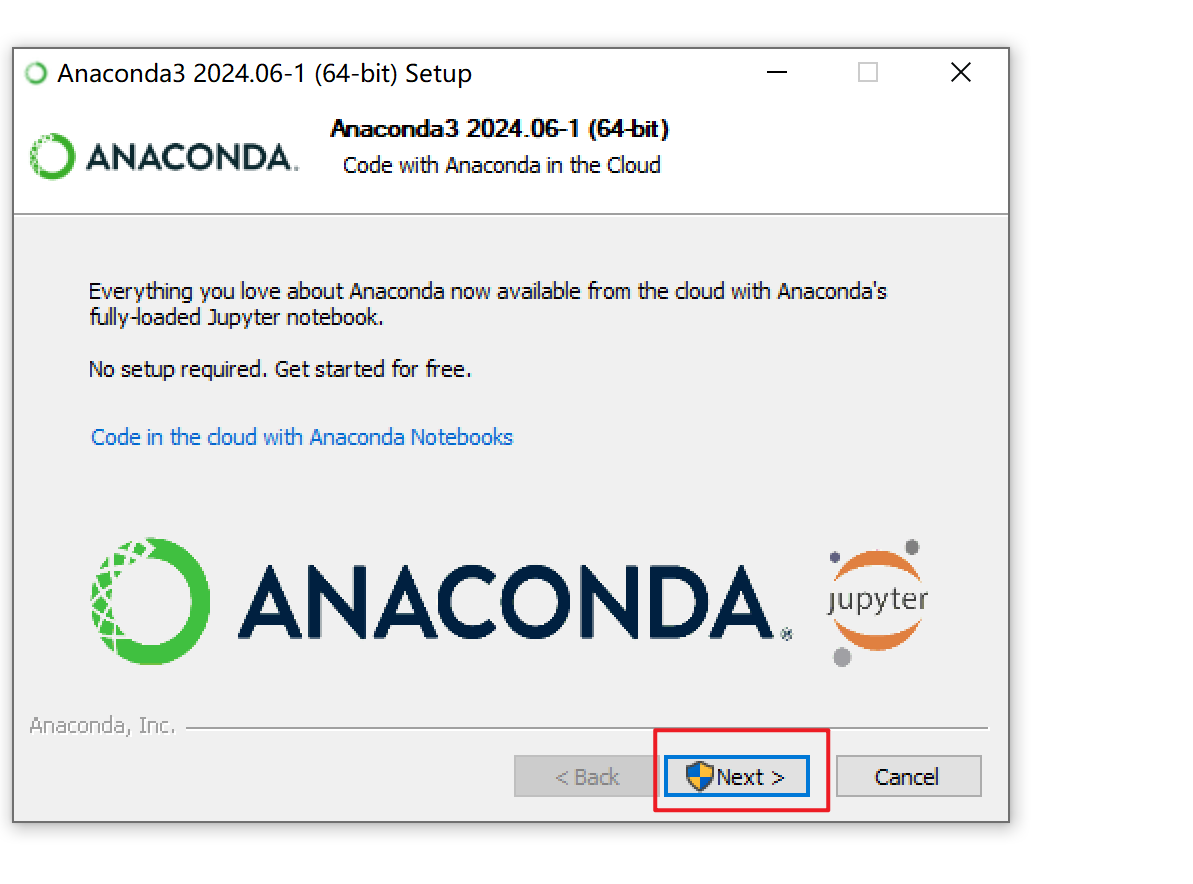 Anaconda3 2024.06-1 (64-bit) Setup
ANACONDA.
Anaconda3 2024.06-1 (64-bit)
Code with Anaconda in the Cloud
Everything you love about Anaconda now available from the cloud with Anaconda's
fully-loaded Jupyter notebook.
No setup required. Get started for free.
Code in the cloud with Anaconda Notebooks
ANACONDA.®
jupyter
Anaconda, Inc.
< Back
Next >
Cancel